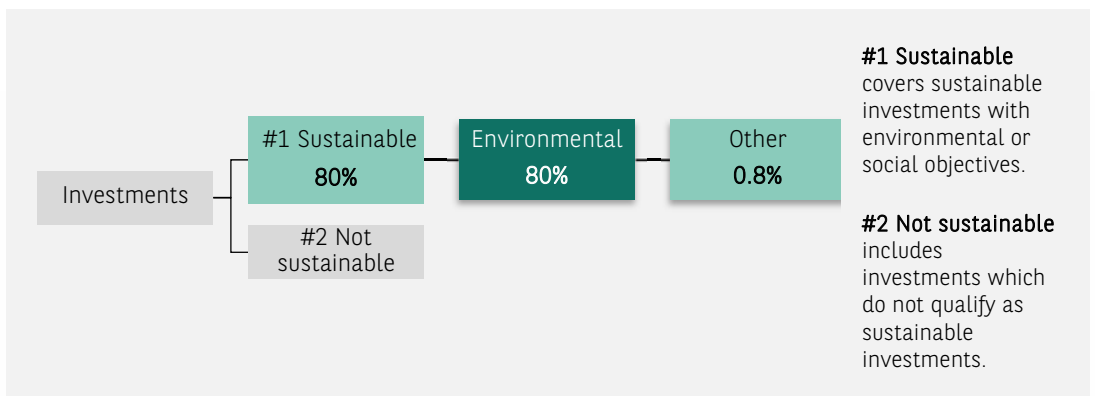 Investments
#1 Sustainable
80%
#2 Not
sustainable
Environmental
80%
Other
0.8%
#1 Sustainable
covers sustainable
investments with
environmental or
social objectives.
#2 Not sustainable
includes
investments which
do not qualify as
sustainable
investments.